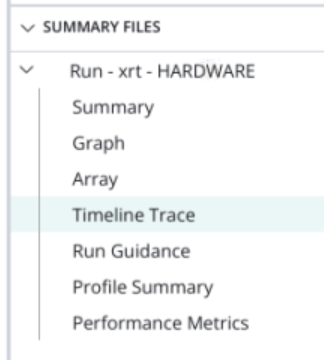 SUMMARY FILES
Run - xrt - HARDWARE
Summary
Graph
Array
Timeline Trace
Run Guidance
Profile Summary
Performance Metrics